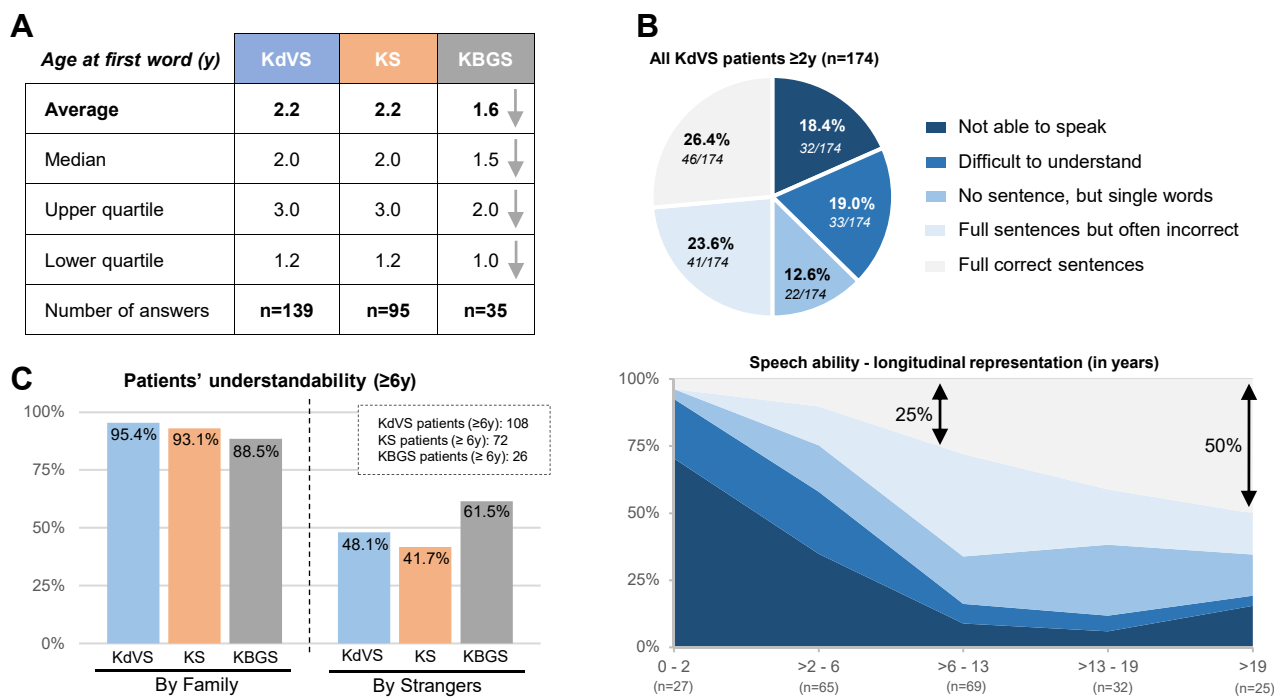 A
Age at first word (y) KdVS KS KBGS
Average 2.2 2.2 1.6
Median 2.0 2.0 1.5
Upper quartile 3.0 3.0 2.0
Lower quartile 1.2 1.2 1.0
Number of answers n=139 n=95 n=35
B
All KdVS patients ≥2y (n=174)
18.4%
32/174
19.0%
33/174
12.6%
22/174
23.6%
41/174
26.4%
46/174
Not able to speak
Difficult to understand
No sentence, but single words
Full sentences but often incorrect
Full correct sentences
C
Patients’ understandability (≥6y)
100%
75%
50%
25%
0%
KdVS patients (≥6y): 108
KS patients (≥ 6y): 72
KBGS patients (≥ 6y): 26
95.4%
93.1%
88.5%
48.1%
41.7%
61.5%
KdVS KS KBGS KdVS KS KBGS
By Family By Strangers
Speech ability - longitudinal representation (in years)
100%
75%
50%
25%
0%
25%
50%
0 - 2 >2 - 6 >6 - 13 >13 - 19 >19
(n=27) (n=65) (n=69) (n=32) (n=25)